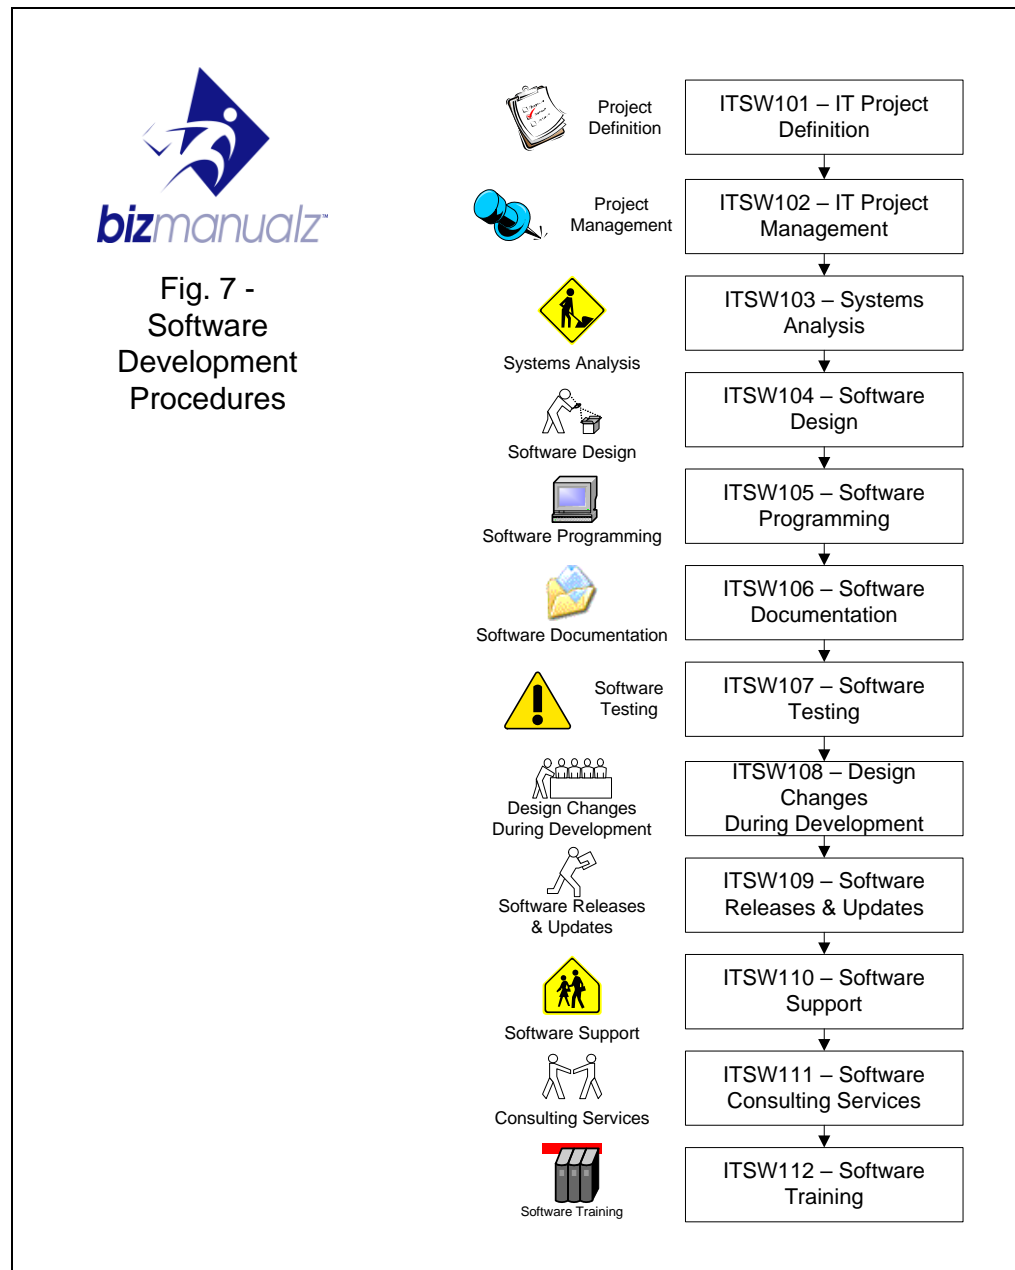 bizmanualz™
Fig. 7 -
Software
Development
Procedures
Project
Definition
ITSW101 – IT Project
Definition
Project
Management
ITSW102 – IT Project
Management
Systems Analysis
ITSW103 – Systems
Analysis
Software Design
ITSW104 – Software
Design
Software Programming
ITSW105 – Software
Programming
Software Documentation
ITSW106 – Software
Documentation
Software
Testing
ITSW107 – Software
Testing
Design Changes
During Development
ITSW108 – Design
Changes
During Development
Software Releases
& Updates
ITSW109 – Software
Releases & Updates
Software Support
ITSW110 – Software
Support
Consulting Services
ITSW111 – Software
Consulting Services
Software Training
ITSW112 – Software
Training